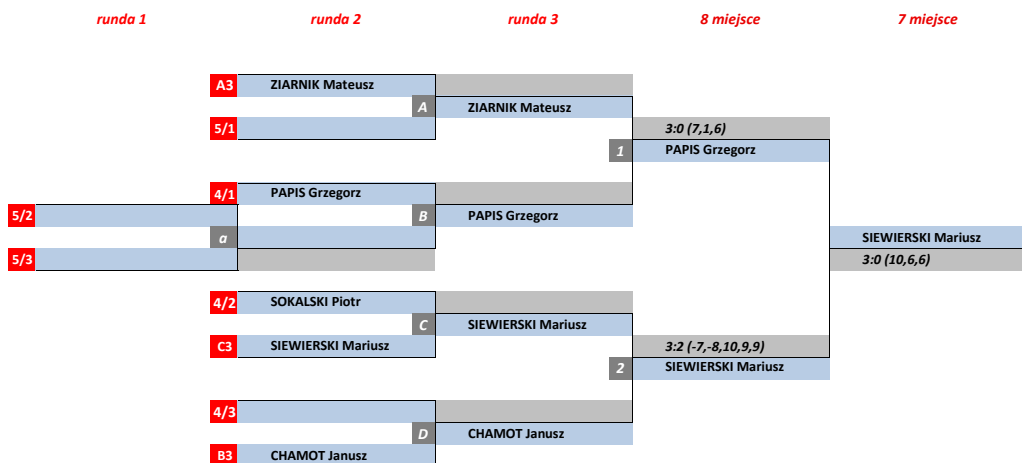 runda 1 runda 2 runda 3 8 miejsce 7 miejsce
A3 ZIARNIK Mateusz
A ZIARNIK Mateusz
5/1 3:0 (7,1,6)
1 PAPIS Grzegorz
4/1 PAPIS Grzegorz
5/2 B PAPIS Grzegorz
a SIEWIERSKI Mariusz
5/3 3:0 (10,6,6)
4/2 SOKALSKI Piotr
C SIEWIERSKI Mariusz
C3 SIEWIERSKI Mariusz 3:2 (-7,-8,10,9,9)
2 SIEWIERSKI Mariusz
4/3
D CHAMOT Janusz
B3 CHAMOT Janusz